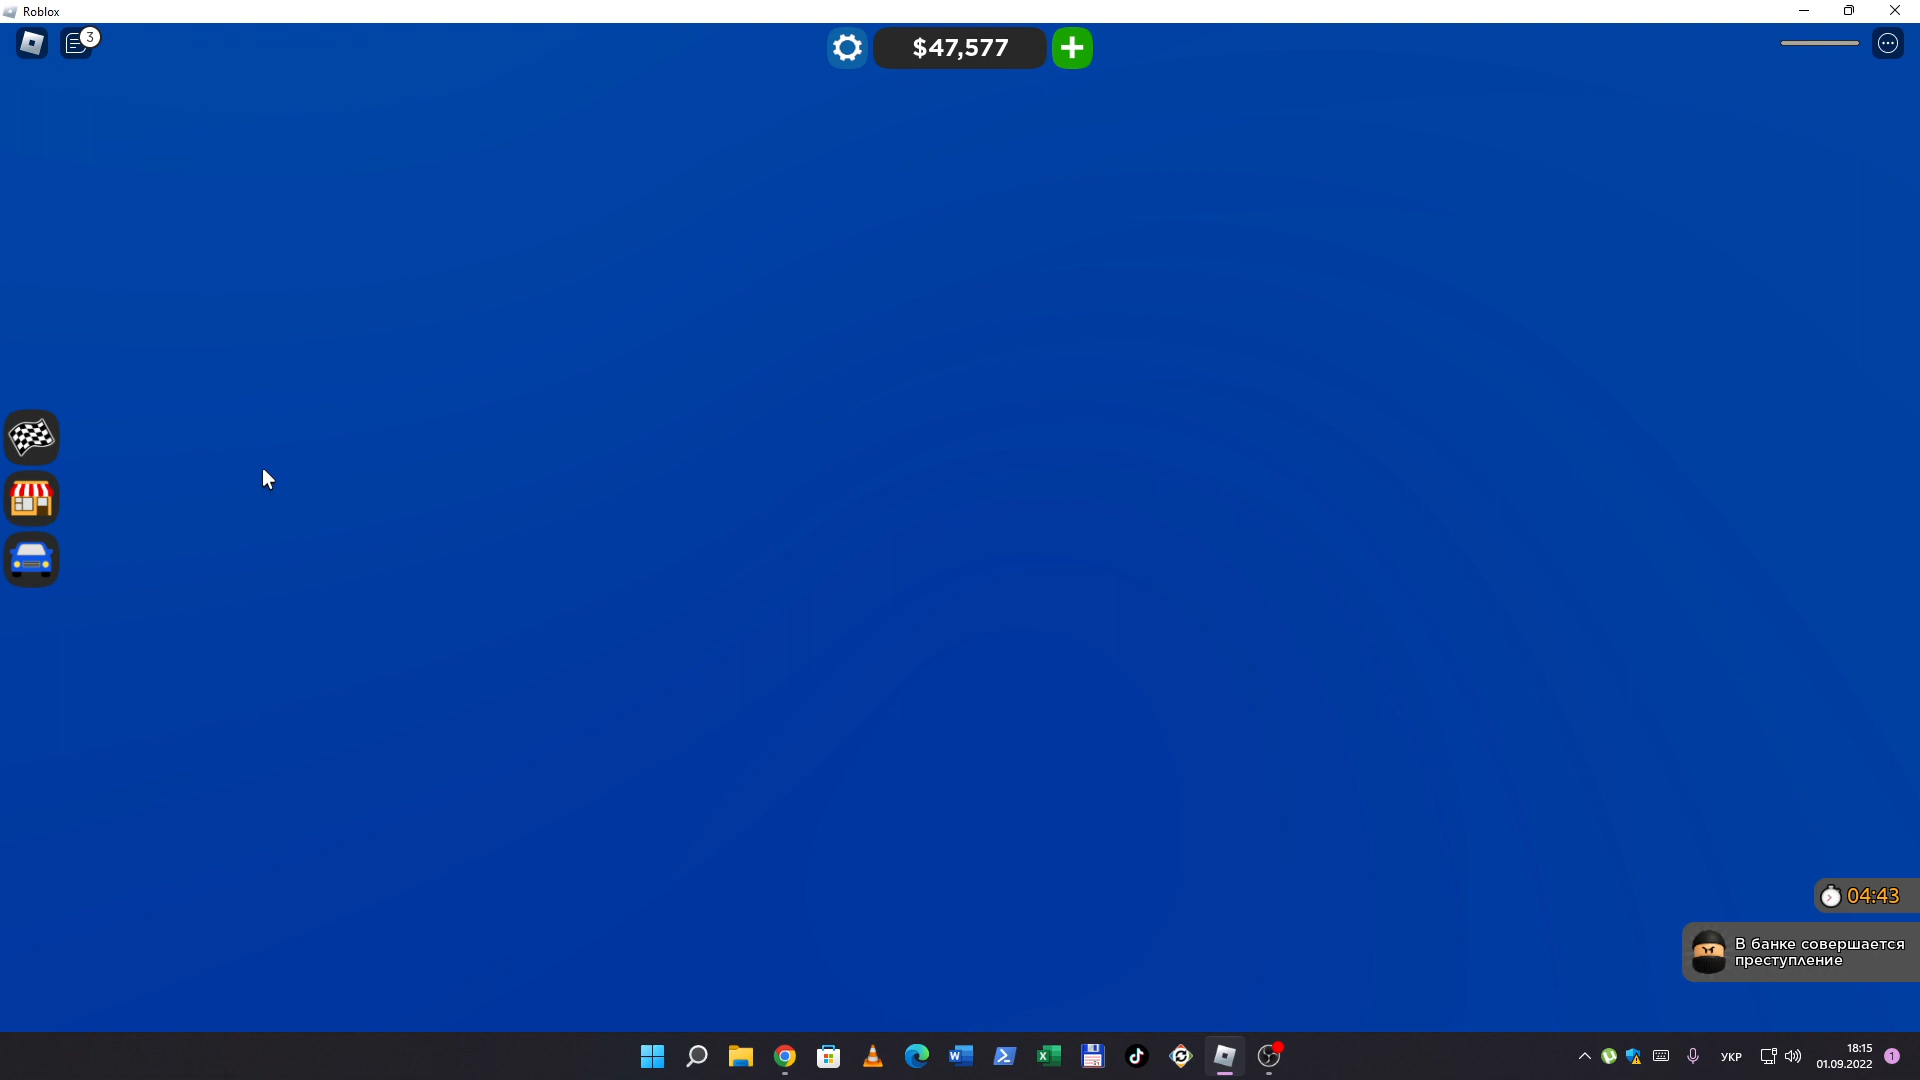 Roblox
3
$47,577
04:43
В банке совершается
преступление
УКР
18:15
01.09.2022
1